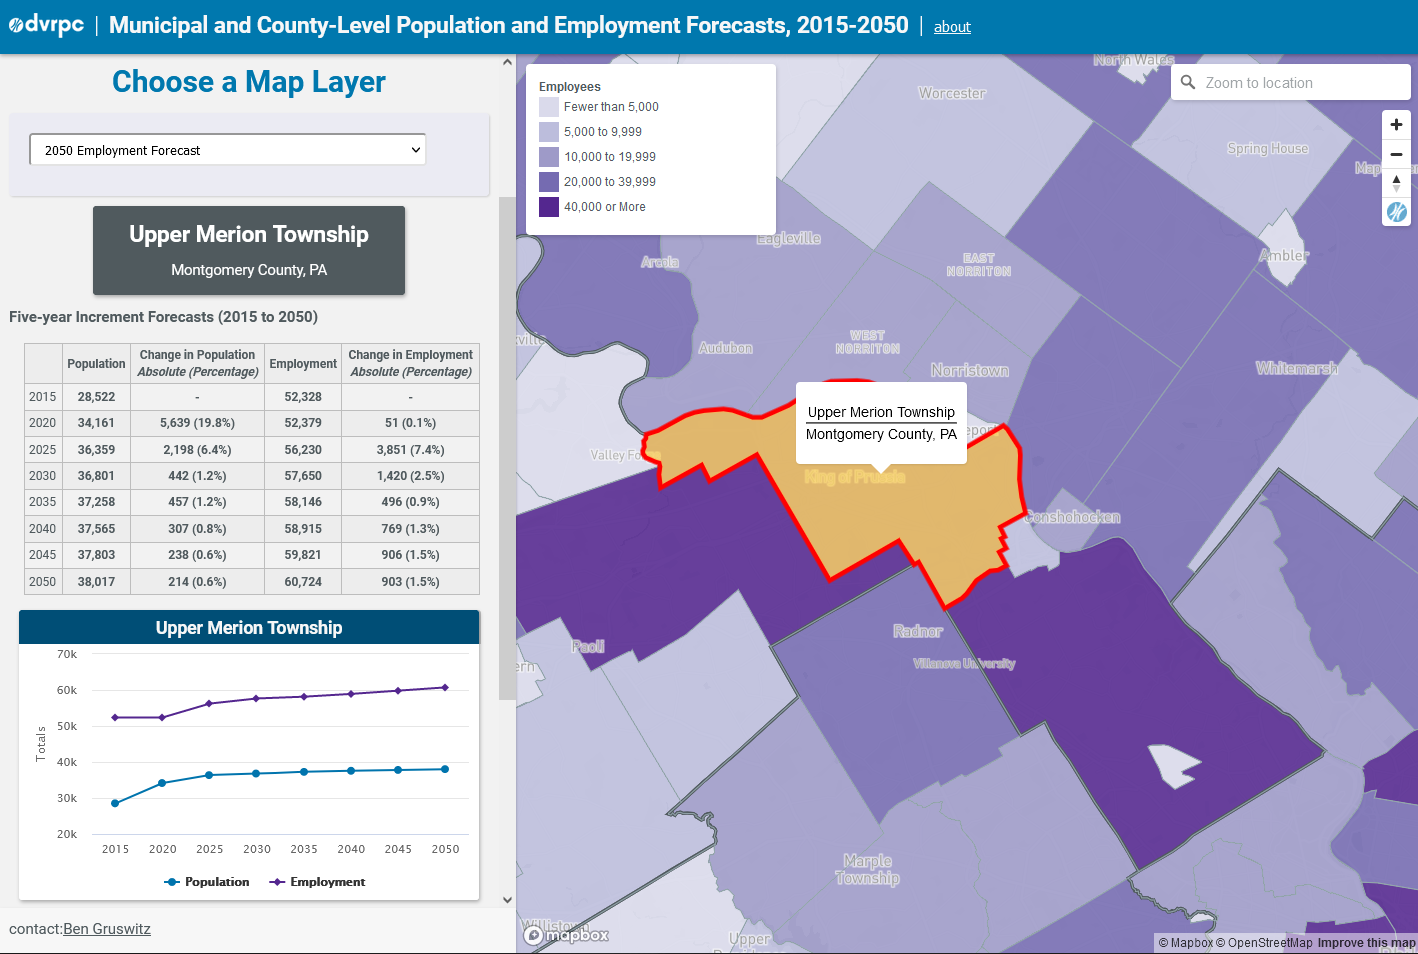 dvrpc | Municipal and County-Level Population and Employment Forecasts, 2015-2050 | about
Choose a Map Layer
2050 Employment Forecast
Upper Merion Township
Montgomery County, PA
Five-year Increment Forecasts (2015 to 2050)
Population Change in Population Absolute (Percentage) Employment Change in Employment Absolute (Percentage)
2015 28,522 - 52,328 -
2020 34,161 5,639 (19.8%) 52,379 51 (0.1%)
2025 36,359 2,198 (6.4%) 56,230 3,851 (7.4%)
2030 36,801 442 (1.2%) 57,650 1,420 (2.5%)
2035 37,258 457 (1.2%) 58,146 496 (0.9%)
2040 37,565 307 (0.8%) 58,915 769 (1.3%)
2045 37,803 238 (0.6%) 59,821 906 (1.5%)
2050 38,017 214 (0.6%) 60,724 903 (1.5%)
Upper Merion Township
70k
60k
50k
40k
30k
20k
Totals
2015 2020 2025 2030 2035 2040 2045 2050
Population Employment
contact:Ben Gruswitz
Employees
Fewer than 5,000
5,000 to 9,999
10,000 to 19,999
20,000 to 39,999
40,000 or More
Zoom to location
North Wales
Worcester
Spring House
Eagleville
Arcola
EAST
NORRITON
Ambler
WEST
NORRITON
Audubon
Norristown
Whitemarsh
Upper Merion Township
Montgomery County, PA
Valley
King of Prussia
Conshohocken
Radnor
Paoli
Villanova University
Marple
Township
Upper
mapbox
© Mapbox © OpenStreetMap Improve this map